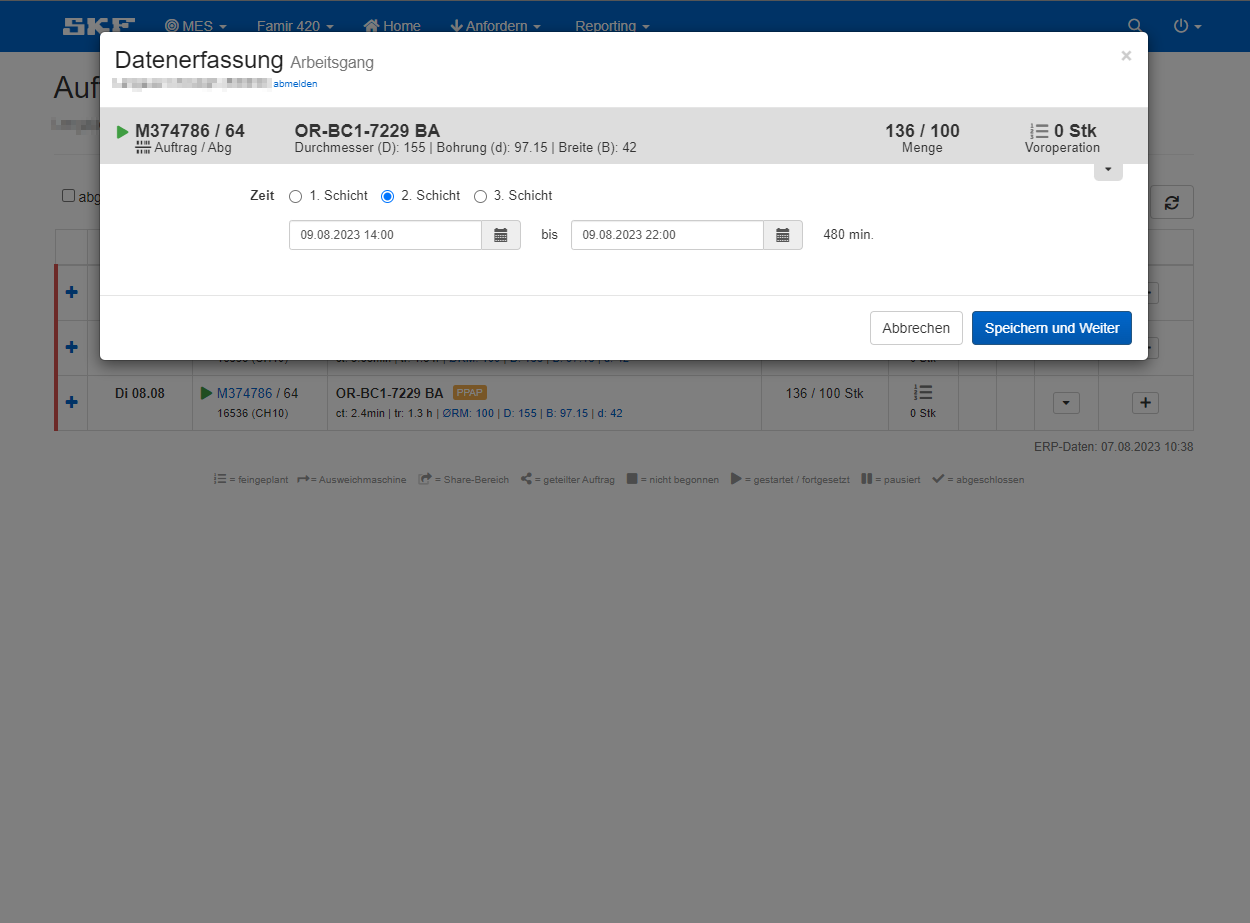 SKF MES Famir 420 Home Anfordern Reporting
Datenerfassung Arbeitsgang ×
abmelden
Auf
M374786 / 64 OR-BC1-7229 BA 136 / 100 0 Stk
Auftrag / Abg Durchmesser (D): 155 | Bohrung (d): 97.15 | Breite (B): 42 Menge Voroperation
Zeit 1. Schicht 2. Schicht 3. Schicht
09.08.2023 14:00 bis 09.08.2023 22:00 480 min.
Abbrechen Speichern und Weiter
Di 08.08 M374786 / 64 OR-BC1-7229 BA PPAP 136 / 100 Stk
16536 (CH10) ct: 2.4min | tr: 1.3 h | ØRM: 100 | D: 155 | B: 97.15 | d: 42 0 Stk
ERP-Daten: 07.08.2023 10:38
= feingeplant = Ausweichmaschine = Share-Bereich = geteilter Auftrag = nicht begonnen = gestartet / fortgesetzt = pausiert = abgeschlossen